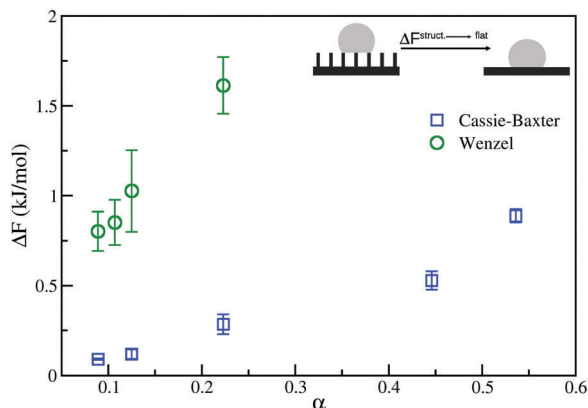 2
ΔF^struct. → flat
1.5
Cassie-Baxter
Wenzel
1
ΔF (kJ/mol)
0.5
0
0.1 0.2 0.3 0.4 0.5 0.6
α